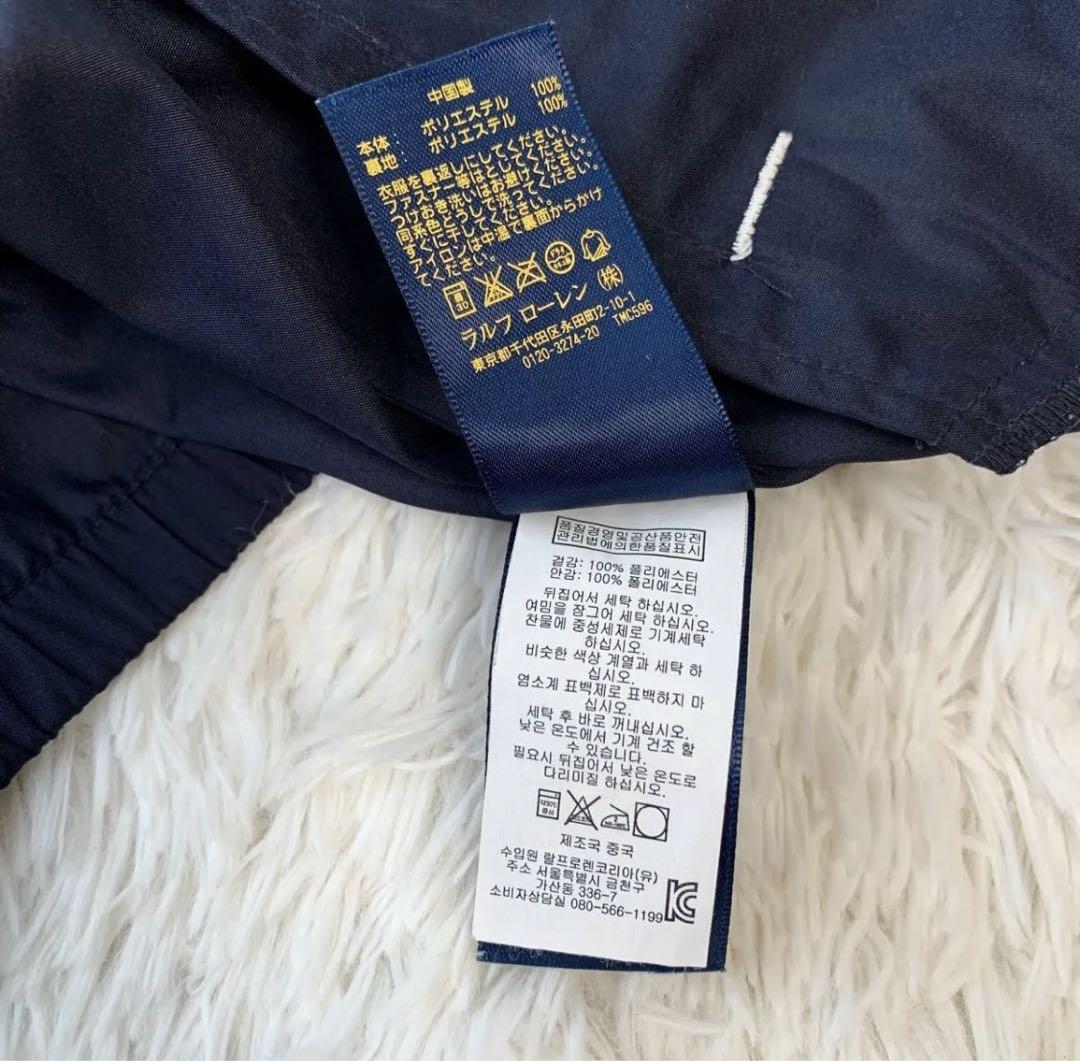 中国製
本体: ポリエステル 100%
裏地: ポリエステル 100%
衣服を裏返しにしてください。
ファスナー等はとじてください。
つけおき洗いはお避けください。
同系色どうしで洗ってください。
すぐに干してください。
アイロンは中温で裏面からかけ
てください。
ラルフ ローレン (株)
東京都千代田区永田町2-10-1
0120-3274-20 TMC596
품질경영및공산품안전
관리법에의한품질표시
겉감: 100% 폴리에스터
안감: 100% 폴리에스터
뒤집어서 세탁 하십시오.
여밈을 잠그어 세탁 하십시오.
찬물에 중성세제로 기계세탁
하십시오.
비슷한 색상 계열과 세탁 하
십시오.
염소계 표백제로 표백하지 마
십시오.
세탁 후 바로 꺼내십시오.
낮은 온도에서 기계 건조 할
수 있습니다.
필요시 뒤집어서 낮은 온도로
다리미질 하십시오.
제조국 중국
수입원 랄프로렌코리아(유)
주소 서울특별시 금천구
가산동 336-7
소비자상담실 080-566-1199